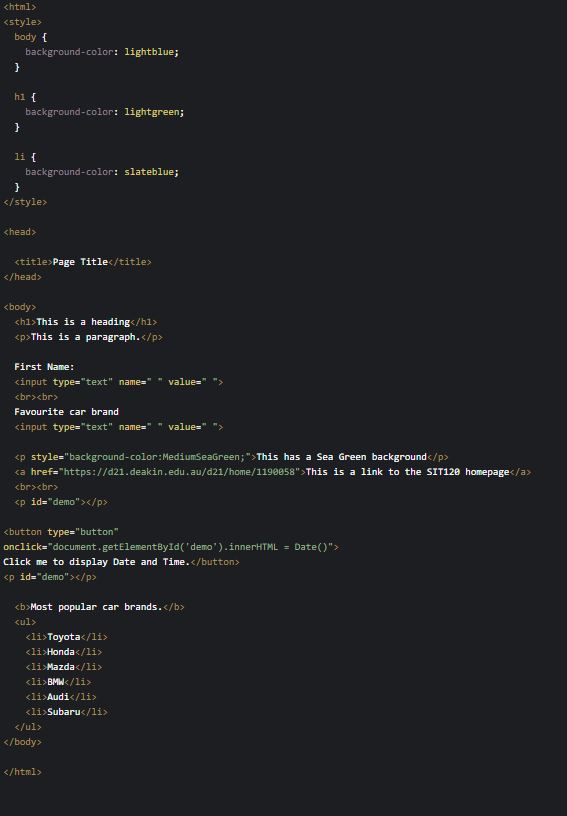 <html>
<style>
body {
background-color: lightblue;
}
h1 {
background-color: lightgreen;
}
li {
background-color: slateblue;
}
</style>
<head>
<title>Page Title</title>
</head>
<body>
<h1>This is a heading</h1>
<p>This is a paragraph.</p>
First Name:
<input type="text" name=" " value=" ">
<br><br>
Favourite car brand
<input type="text" name=" " value=" ">
<p style="background-color:MediumSeaGreen;">This has a Sea Green background</p>
<a href="https://d21.deakin.edu.au/d21/home/1190058">This is a link to the SIT120 homepage</a>
<br><br>
<p id="demo"></p>
<button type="button"
onclick="document.getElementById('demo').innerHTML = Date()">
Click me to display Date and Time.</button>
<p id="demo"></p>
<b>Most popular car brands.</b>
<ul>
<li>Toyota</li>
<li>Honda</li>
<li>Mazda</li>
<li>BMW</li>
<li>Audi</li>
<li>Subaru</li>
</ul>
</body>
</html>